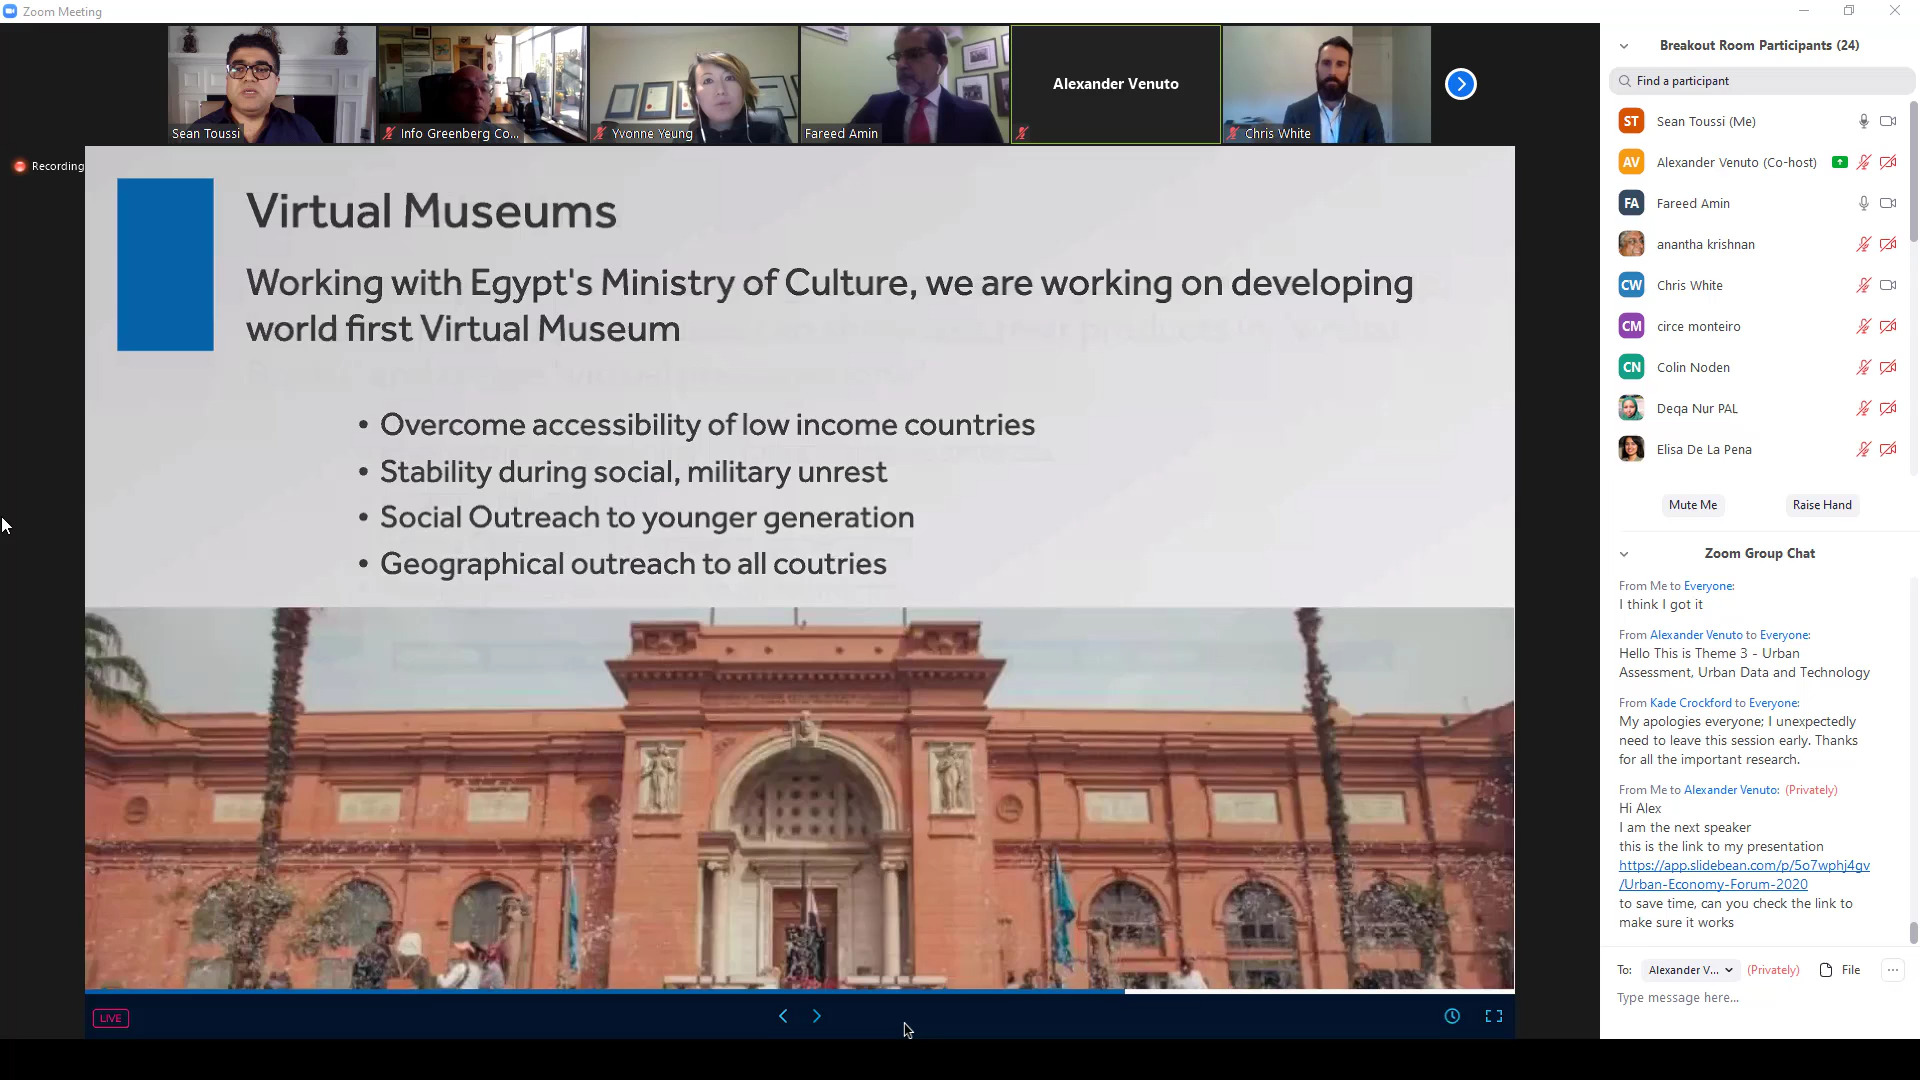 Zoom Meeting
Sean Toussi
Info Greenberg Co...
Yvonne Yeung
Fareed Amin
Alexander Venuto
Chris White
Recording
Virtual Museums
Working with Egypt's Ministry of Culture, we are working on developing
world first Virtual Museum
• Overcome accessibility of low income countries
• Stability during social, military unrest
• Social Outreach to younger generation
• Geographical outreach to all coutries
LIVE
Breakout Room Participants (24)
Find a participant
ST Sean Toussi (Me)
AV Alexander Venuto (Co-host)
FA Fareed Amin
anantha krishnan
CW Chris White
CM circe monteiro
CN Colin Noden
Deqa Nur PAL
Elisa De La Pena
Mute Me Raise Hand
Zoom Group Chat
From Me to Everyone:
I think I got it
From Alexander Venuto to Everyone:
Hello This is Theme 3 - Urban
Assessment, Urban Data and Technology
From Kade Crockford to Everyone:
My apologies everyone; I unexpectedly
need to leave this session early. Thanks
for all the important research.
From Me to Alexander Venuto: (Privately)
Hi Alex
I am the next speaker
this is the link to my presentation
https://app.slidebean.com/p/5o7wphj4gv
/Urban-Economy-Forum-2020
to save time, can you check the link to
make sure it works
To: Alexander V... (Privately) File
Type message here...